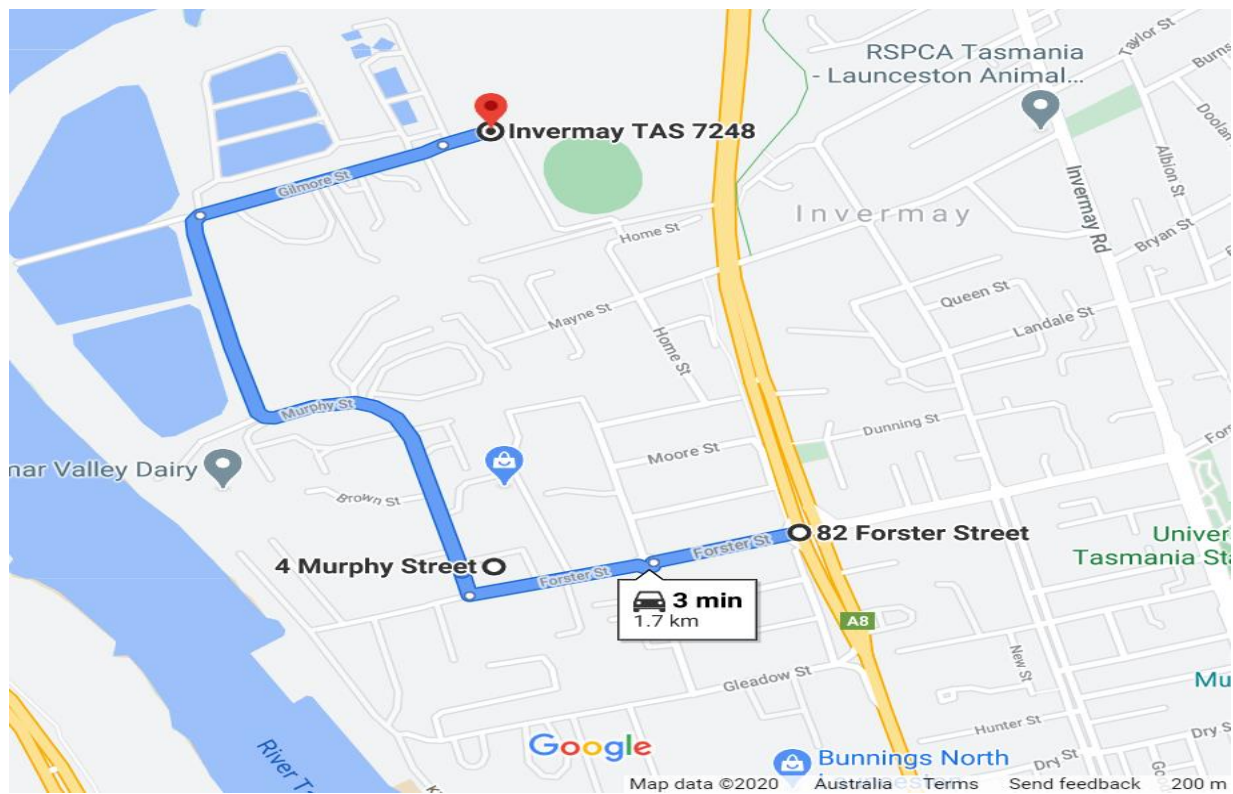 RSPCA Tasmania
- Launceston Animal...
Taylor St
Burns
Doolan
Albion St
Invermay TAS 7248
Gilmore St
Invermay
Invermay Rd
Bryan St
Home St
Queen St
Mayne St
Landale St
Home St
Murphy St
Dunning St
Moore St
nar Valley Dairy
Brown St
82 Forster Street
Forster St
Univer
Tasmania Sta
4 Murphy Street
Forster St
3 min
1.7 km
A8
New St
Gleadow St
Mu
Hunter St
Dry S
River Ta
Google
Bunnings North
Launceston
Dry St
Map data ©2020 Australia Terms Send feedback 200 m